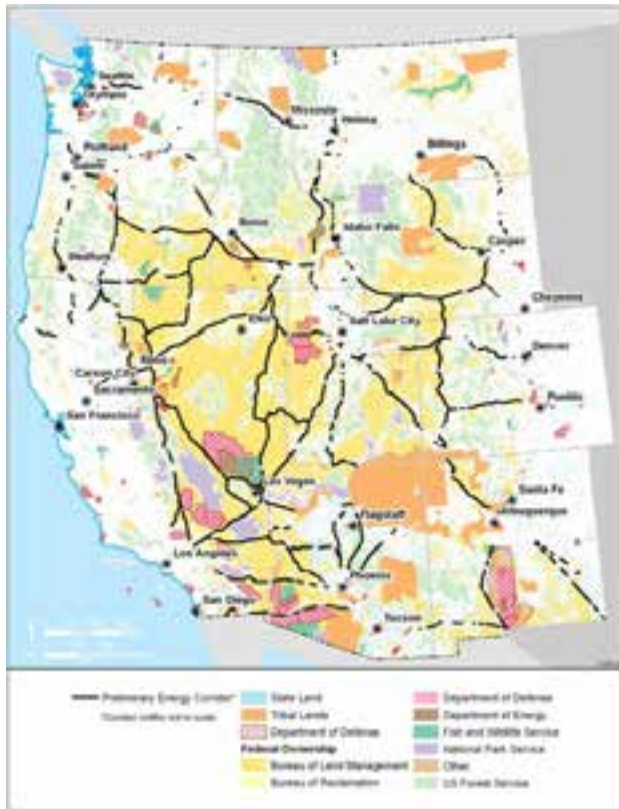 Seattle
Olympia
Missoula
Helena
Portland
Salem
Billings
Boise
Idaho Falls
Casper
Medford
Cheyenne
Elko
Salt Lake City
Denver
Reno
Carson City
Sacramento
Pueblo
San Francisco
Las Vegas
Santa Fe
Flagstaff
Albuquerque
Los Angeles
Phoenix
San Diego
Tucson
Preliminary Energy Corridor*
State Land
Tribal Lands
Department of Defense
Federal Ownership
Bureau of Land Management
Bureau of Reclamation
Department of Defense
Department of Energy
Fish and Wildlife Service
National Park Service
Other
US Forest Service